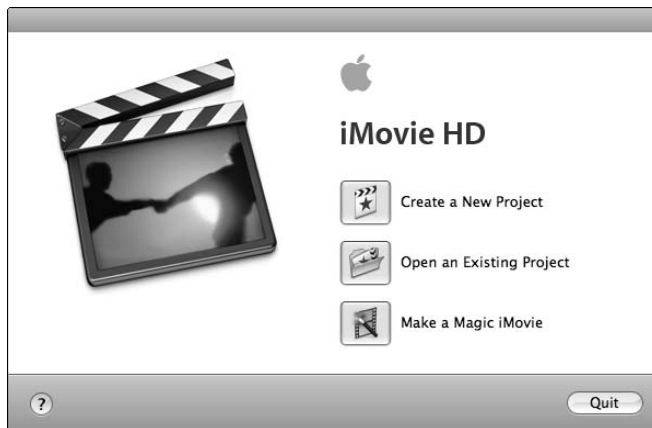 iMovie HD
Create a New Project
Open an Existing Project
Make a Magic iMovie
?
Quit